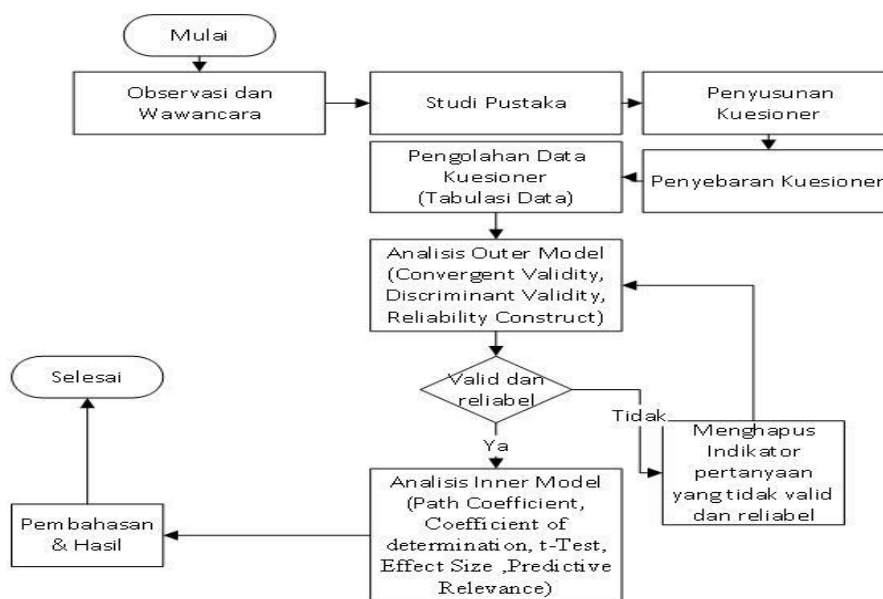 Mulai
Observasi dan
Wawancara
Studi Pustaka
Penyusunan
Kuesioner
Penyebaran Kuesioner
Pengolahan Data
Kuesioner
(Tabulasi Data)
Analisis Outer Model
(Convergent Validity,
Discriminant Validity,
Reliability Construct)
Valid dan
reliabel
Tidak
Menghapus
Indikator
pertanyaan
yang tidak valid
dan reliabel
Ya
Analisis Inner Model
(Path Coefficient,
Coefficient of
determination, t-Test,
Effect Size ,Predictive
Relevance)
Pembahasan
& Hasil
Selesai